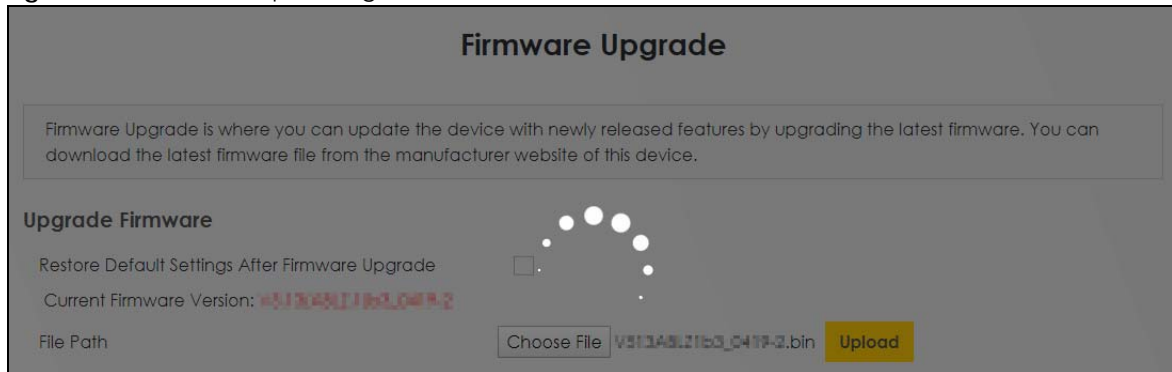 Firmware Upgrade
Firmware Upgrade is where you can update the device with newly released features by upgrading the latest firmware. You can
download the latest firmware file from the manufacturer website of this device.
Upgrade Firmware
Restore Default Settings After Firmware Upgrade
Current Firmware Version:
File Path Choose File .bin Upload